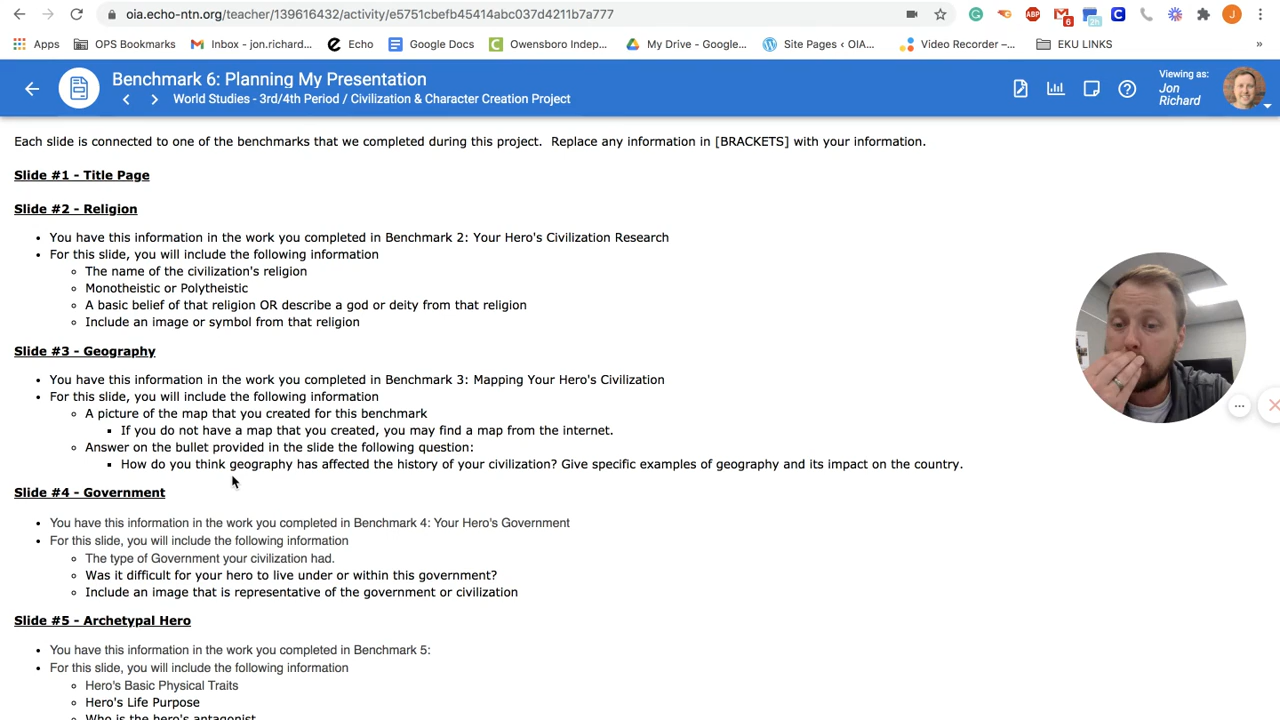 oia.echo-ntn.org/teacher/139616432/activity/e5751cbefb45414abc037d4211b7a777
Apps OPS Bookmarks Inbox - jon.richard... Echo Google Docs Owensboro Indep... My Drive - Google... Site Pages ‹ OIA... Video Recorder –... EKU LINKS »
Benchmark 6: Planning My Presentation
World Studies - 3rd/4th Period / Civilization & Character Creation Project
Viewing as:
Jon
Richard
Each slide is connected to one of the benchmarks that we completed during this project.  Replace any information in [BRACKETS] with your information.
Slide #1 - Title Page
Slide #2 - Religion
• You have this information in the work you completed in Benchmark 2: Your Hero's Civilization Research
• For this slide, you will include the following information
◦ The name of the civilization's religion
◦ Monotheistic or Polytheistic
◦ A basic belief of that religion OR describe a god or deity from that religion
◦ Include an image or symbol from that religion
Slide #3 - Geography
• You have this information in the work you completed in Benchmark 3: Mapping Your Hero's Civilization
• For this slide, you will include the following information
◦ A picture of the map that you created for this benchmark
▪ If you do not have a map that you created, you may find a map from the internet.
◦ Answer on the bullet provided in the slide the following question:
▪ How do you think geography has affected the history of your civilization? Give specific examples of geography and its impact on the country.
Slide #4 - Government
• You have this information in the work you completed in Benchmark 4: Your Hero's Government
• For this slide, you will include the following information
◦ The type of Government your civilization had.
◦ Was it difficult for your hero to live under or within this government?
◦ Include an image that is representative of the government or civilization
Slide #5 - Archetypal Hero
• You have this information in the work you completed in Benchmark 5:
• For this slide, you will include the following information
◦ Hero's Basic Physical Traits
◦ Hero's Life Purpose
◦ Who is the hero's antagonist